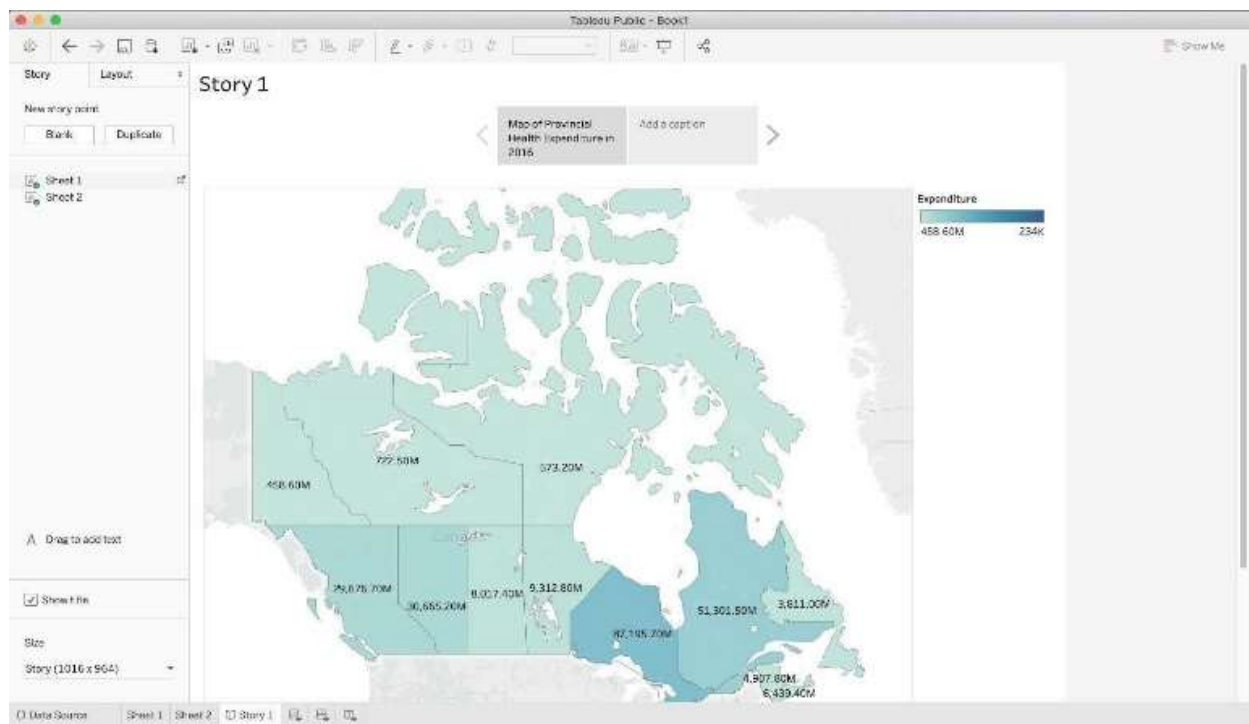 Tableau Public - Book1
Show Me
Story
Layout
New story point
Blank
Duplicate
Sheet 1
Sheet 2
A Drag to add text
Show title
Size
Story (1016 x 964)
Story 1
Map of Provincial
Health Expenditure in
2016
Add a caption
Expenditure
458.60M 234K
722.50M
573.20M
458.60M
29,676.70M
30,665.20M
8,017.40M
9,312.80M
87,195.70M
51,301.50M
3,811.00M
4,907.80M
6,439.40M
Data Source
Sheet 1
Sheet 2
Story 1